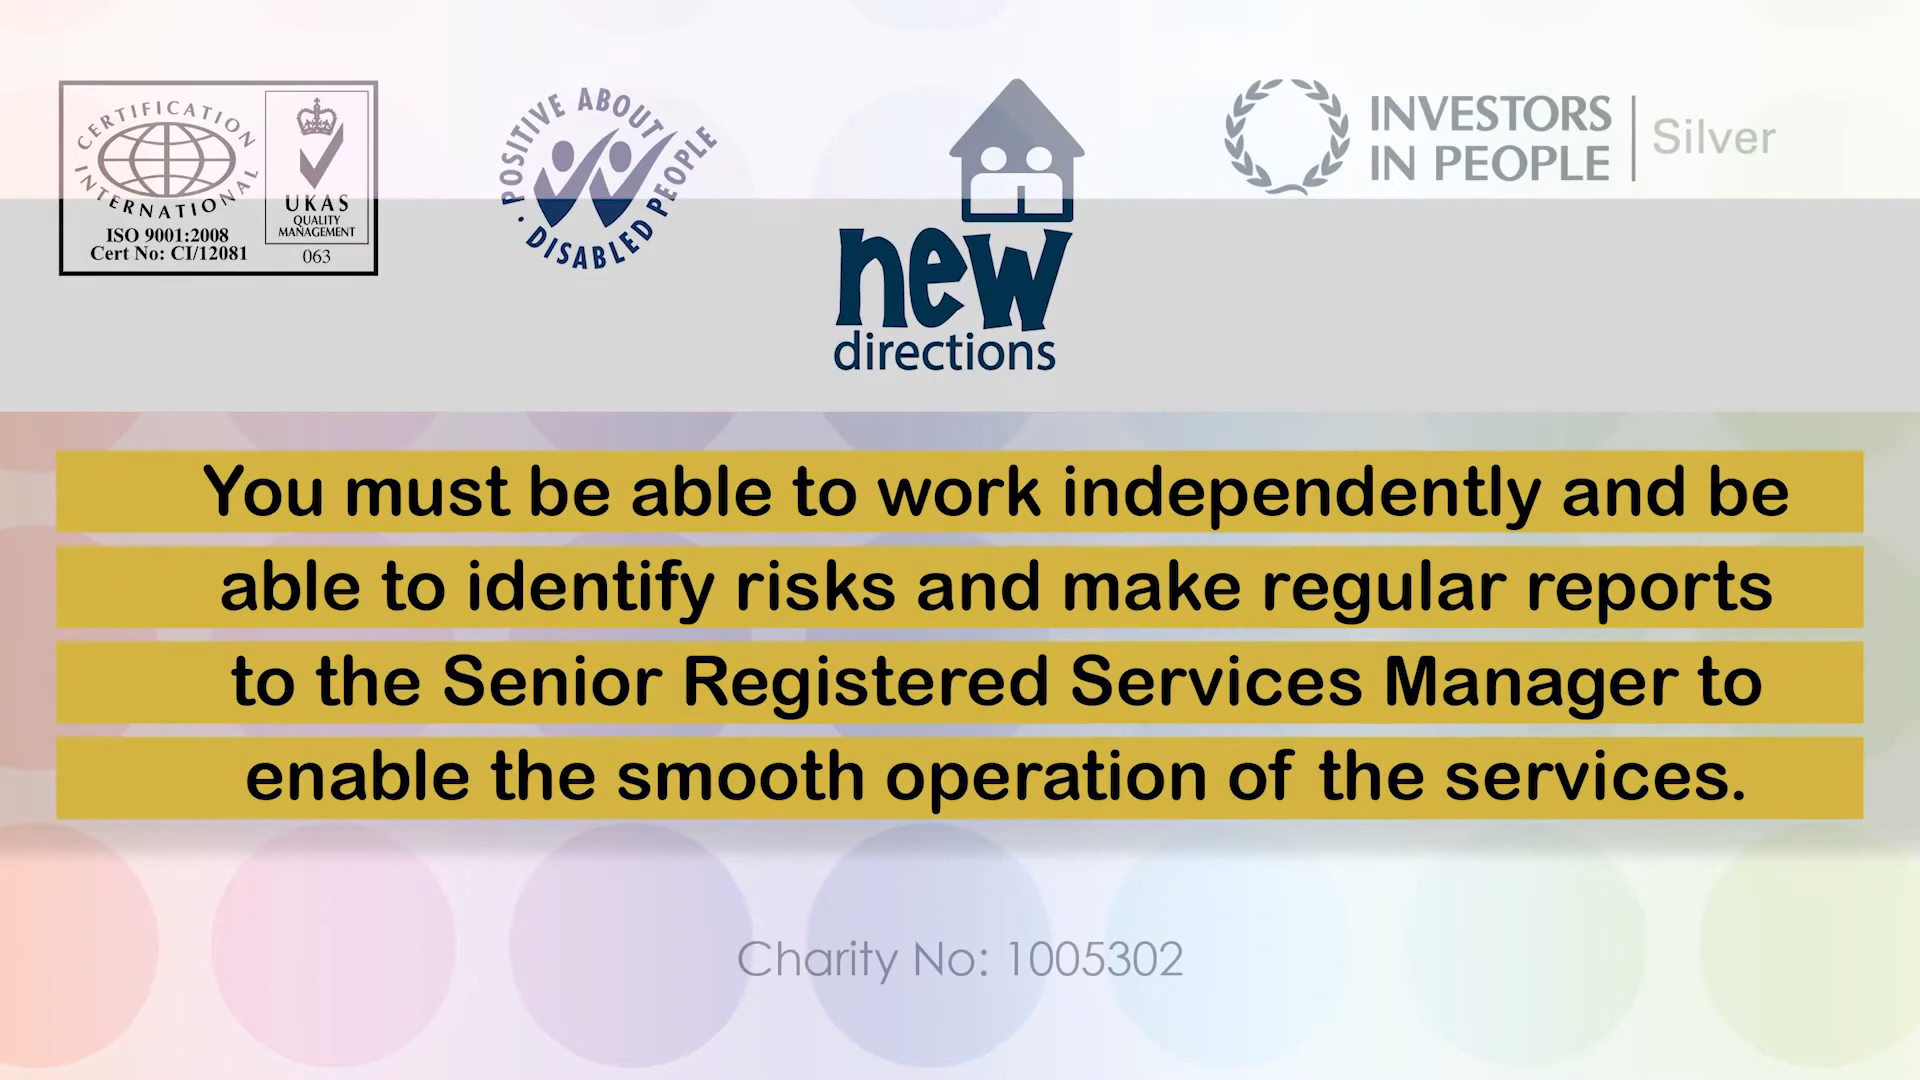 CERTIFICATION
INTERNATIONAL
ISO 9001:2008
Cert No: CI/12081
UKAS
QUALITY
MANAGEMENT
063
POSITIVE ABOUT
DISABLED PEOPLE
new
directions
INVESTORS
IN PEOPLE
Silver
You must be able to work independently and be
able to identify risks and make regular reports
to the Senior Registered Services Manager to
enable the smooth operation of the services.
Charity No: 1005302